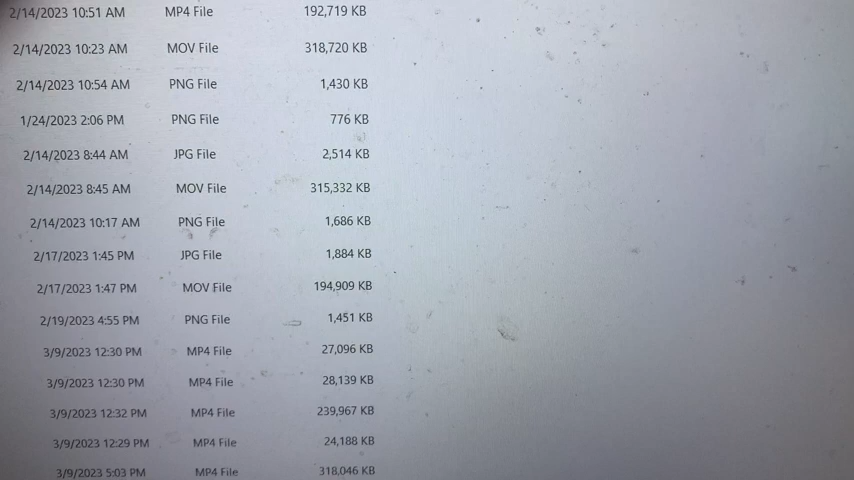 2/14/2023 10:51 AM MP4 File 192,719 KB
2/14/2023 10:23 AM MOV File 318,720 KB
2/14/2023 10:54 AM PNG File 1,430 KB
1/24/2023 2:06 PM PNG File 776 KB
2/14/2023 8:44 AM JPG File 2,514 KB
2/14/2023 8:45 AM MOV File 315,332 KB
2/14/2023 10:17 AM PNG File 1,686 KB
2/17/2023 1:45 PM JPG File 1,884 KB
2/17/2023 1:47 PM MOV File 194,909 KB
2/19/2023 4:55 PM PNG File 1,451 KB
3/9/2023 12:30 PM MP4 File 27,096 KB
3/9/2023 12:30 PM MP4 File 28,139 KB
3/9/2023 12:32 PM MP4 File 239,967 KB
3/9/2023 12:29 PM MP4 File 24,188 KB
3/9/2023 5:03 PM MP4 File 318,046 KB